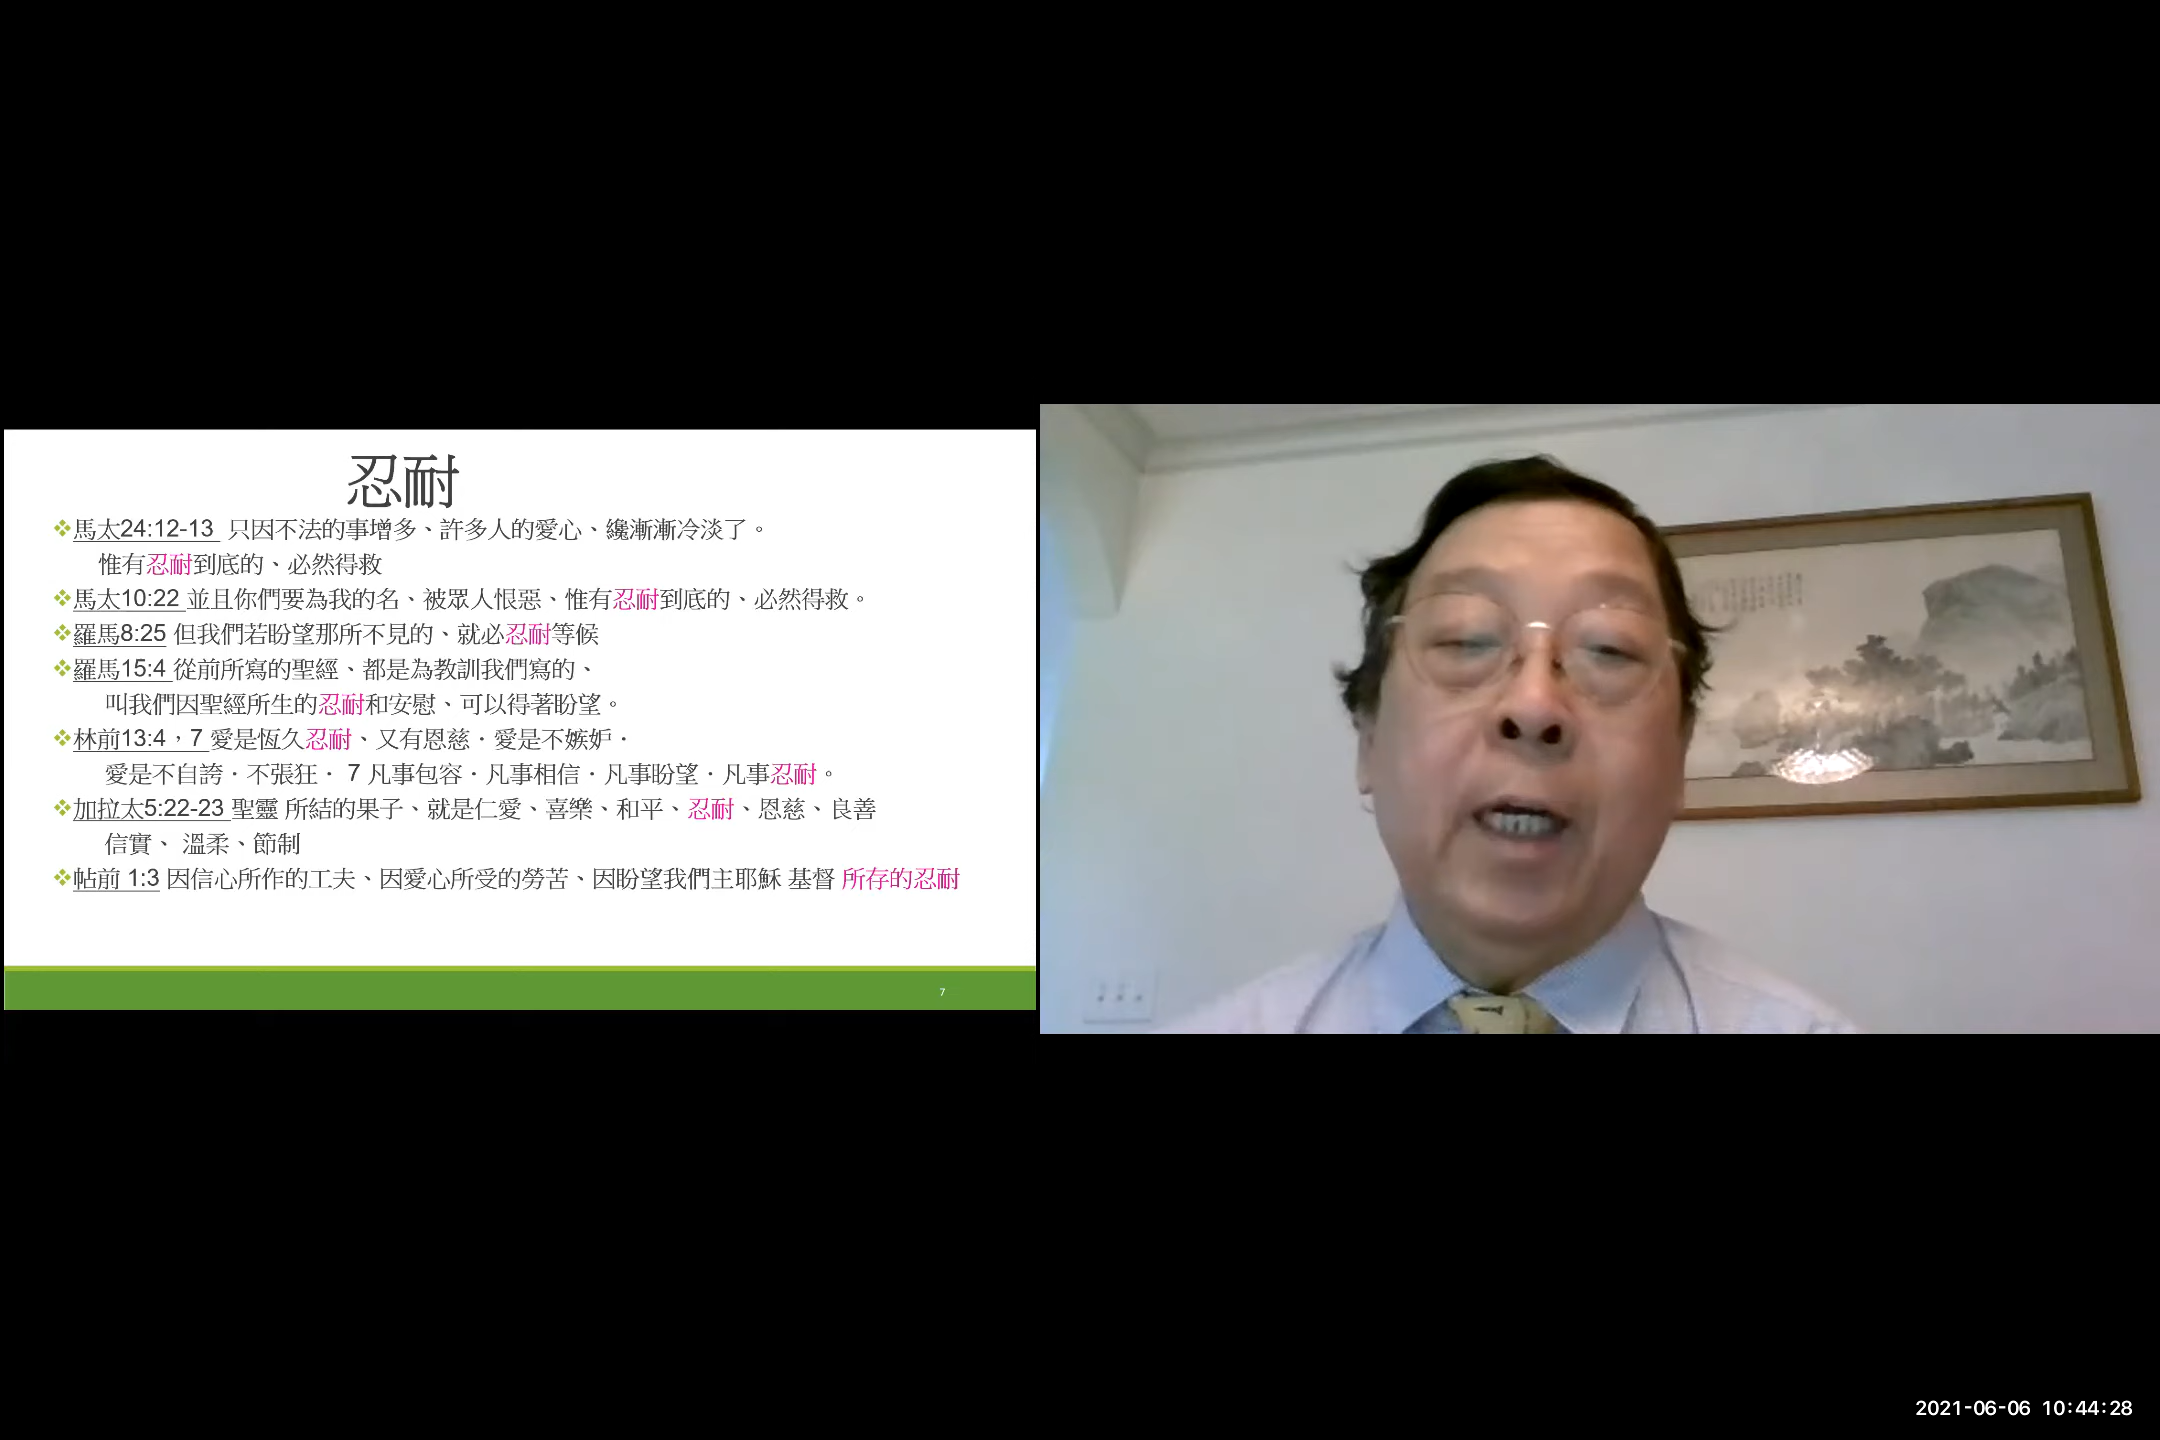 忍耐
馬太24:12-13 只因不法的事增多、許多人的愛心、纔漸漸冷淡了。
惟有忍耐到底的、必然得救
馬太10:22 並且你們要為我的名、被眾人恨惡、惟有忍耐到底的、必然得救。
羅馬8:25 但我們若盼望那所不見的、就必忍耐等候
羅馬15:4 從前所寫的聖經、都是為教訓我們寫的、
叫我們因聖經所生的忍耐和安慰、可以得著盼望。
林前13:4，7 愛是恆久忍耐、又有恩慈．愛是不嫉妒．
愛是不自誇．不張狂． 7 凡事包容．凡事相信．凡事盼望．凡事忍耐。
加拉太5:22-23 聖靈 所結的果子、就是仁愛、喜樂、和平、忍耐、恩慈、良善
信實、 溫柔、節制
帖前 1:3 因信心所作的工夫、因愛心所受的勞苦、因盼望我們主耶穌 基督 所存的忍耐
7
2021-06-06 10:44:28